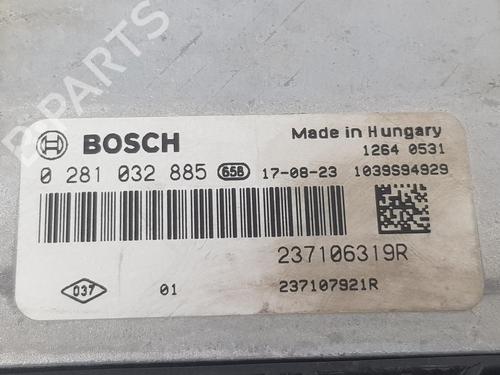 B-PARTS
BOSCH
Made in Hungary
1264 0531
0 281 032 885 658 17-08-23 1039S94929
237106319R
037 01 237107921R